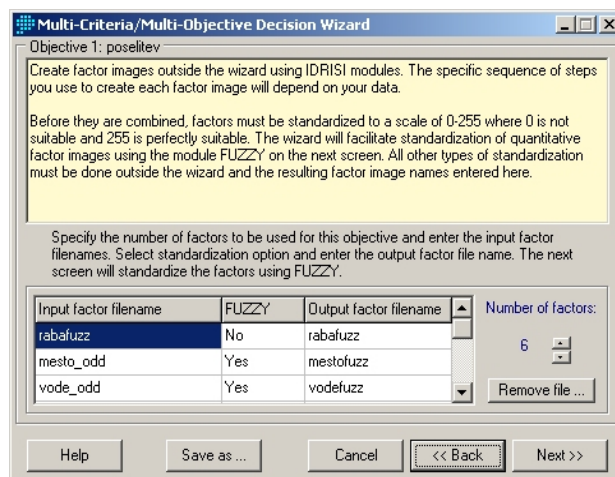 Multi-Criteria/Multi-Objective Decision Wizard
Objective 1: poselitev
Create factor images outside the wizard using IDRISI modules. The specific sequence of steps
you use to create each factor image will depend on your data.
Before they are combined, factors must be standardized to a scale of 0-255 where 0 is not
suitable and 255 is perfectly suitable. The wizard will facilitate standardization of quantitative
factor images using the module FUZZY on the next screen. All other types of standardization
must be done outside the wizard and the resulting factor image names entered here.
Specify the number of factors to be used for this objective and enter the input factor
filenames. Select standardization option and enter the output factor file name. The next
screen will standardize the factors using FUZZY.
Input factor filename FUZZY Output factor filename Number of factors:
rabafuzz No rabafuzz
mesto_odd Yes mestofuzz 6
vode_odd Yes vodefuzz Remove file ...
Help Save as ... Cancel << Back Next >>